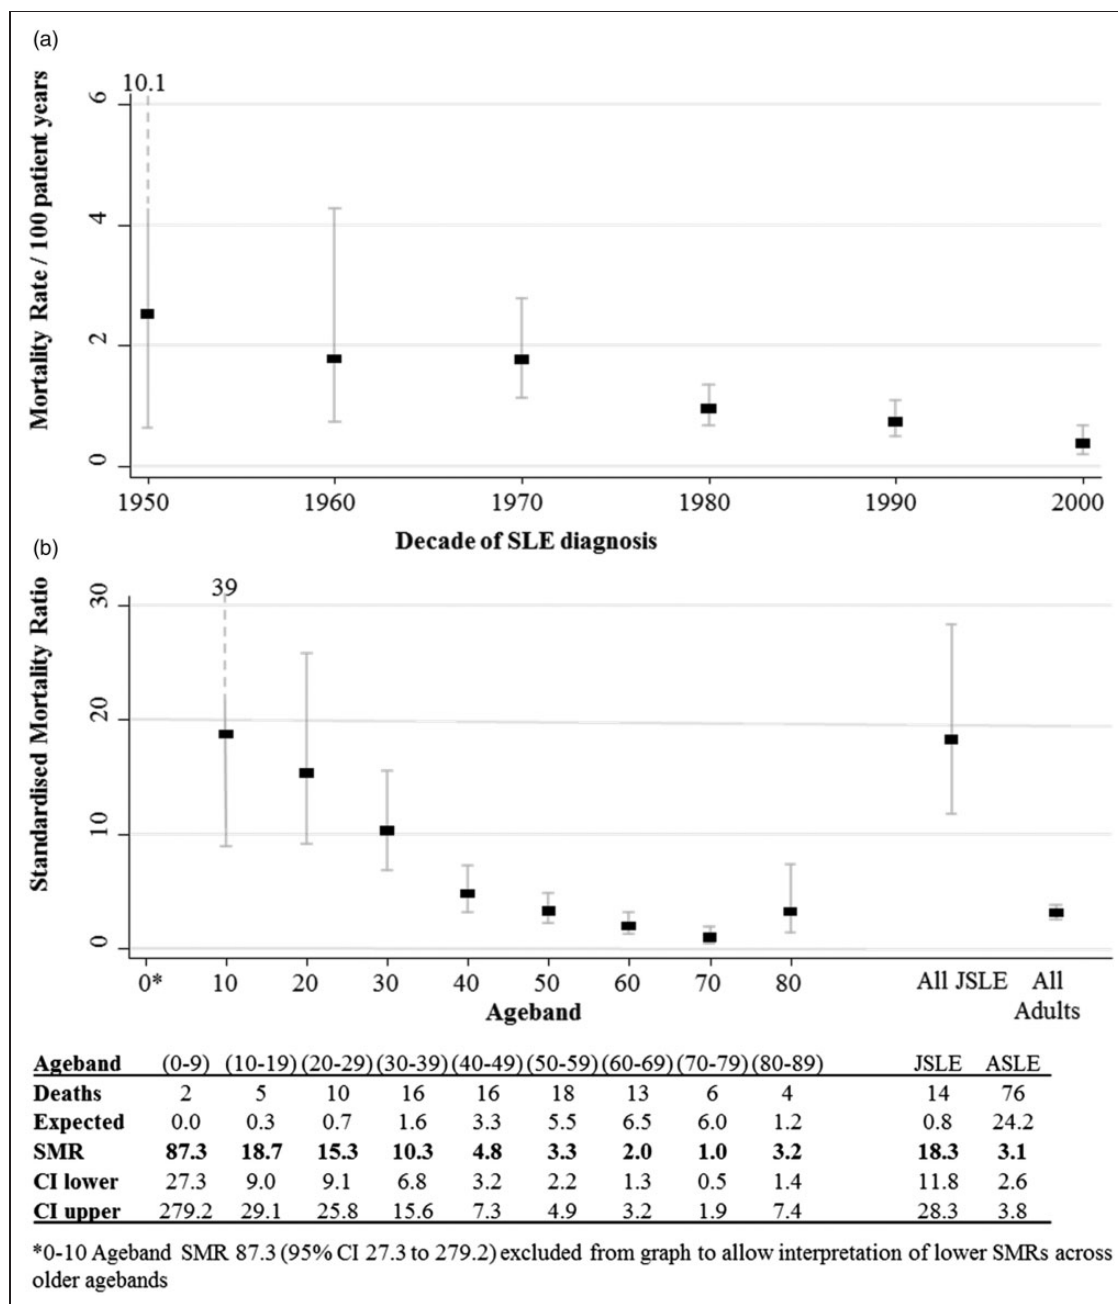 (a)
10.1
6
4
2
0
Mortality Rate / 100 patient years
1950 1960 1970 1980 1990 2000
Decade of SLE diagnosis
(b)
39
30
20
10
0
Standardised Mortality Ratio
0* 10 20 30 40 50 60 70 80 All JSLE All
Adults
Ageband
Ageband (0-9) (10-19) (20-29) (30-39) (40-49) (50-59) (60-69) (70-79) (80-89) JSLE ASLE
Deaths 2 5 10 16 16 18 13 6 4 14 76
Expected 0.0 0.3 0.7 1.6 3.3 5.5 6.5 6.0 1.2 0.8 24.2
SMR 87.3 18.7 15.3 10.3 4.8 3.3 2.0 1.0 3.2 18.3 3.1
CI lower 27.3 9.0 9.1 6.8 3.2 2.2 1.3 0.5 1.4 11.8 2.6
CI upper 279.2 29.1 25.8 15.6 7.3 4.9 3.2 1.9 7.4 28.3 3.8
*0-10 Ageband SMR 87.3 (95% CI 27.3 to 279.2) excluded from graph to allow interpretation of lower SMRs across
older agebands